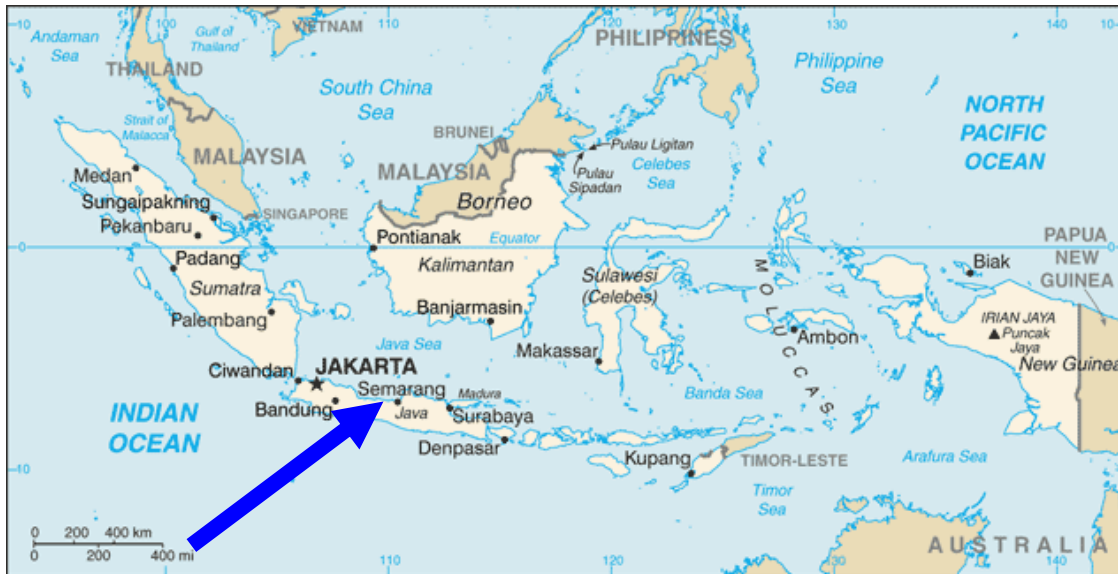 100
110
120
130
140
10
Andaman
Sea
Gulf of
Thailand
VIETNAM
PHILIPPINES
Philippine
Sea
THAILAND
South China
Sea
NORTH
PACIFIC
OCEAN
Strait of
Malacca
MALAYSIA
BRUNEI
MALAYSIA
Pulau Ligitan
Celebes
Sea
Pulau
Sipadan
Medan
Sungaipakning
SINGAPORE
Pekanbaru
Borneo
0
Pontianak
Equator
PAPUA
NEW
GUINEA
Padang
Kalimantan
Biak
Sumatra
Sulawesi
(Celebes)
MOLUCCAS
Palembang
Banjarmasin
IRIAN JAYA
Puncak
Jaya
Ambon
Java Sea
Makassar
New Guinea
Ciwandan
JAKARTA
Semarang
Madura
Banda Sea
INDIAN
OCEAN
Bandung
Java
Surabaya
Denpasar
Kupang
TIMOR-LESTE
Arafura Sea
10
Timor
Sea
0 200 400 km
0 200 400 mi
AUSTRALIA
110
120
130